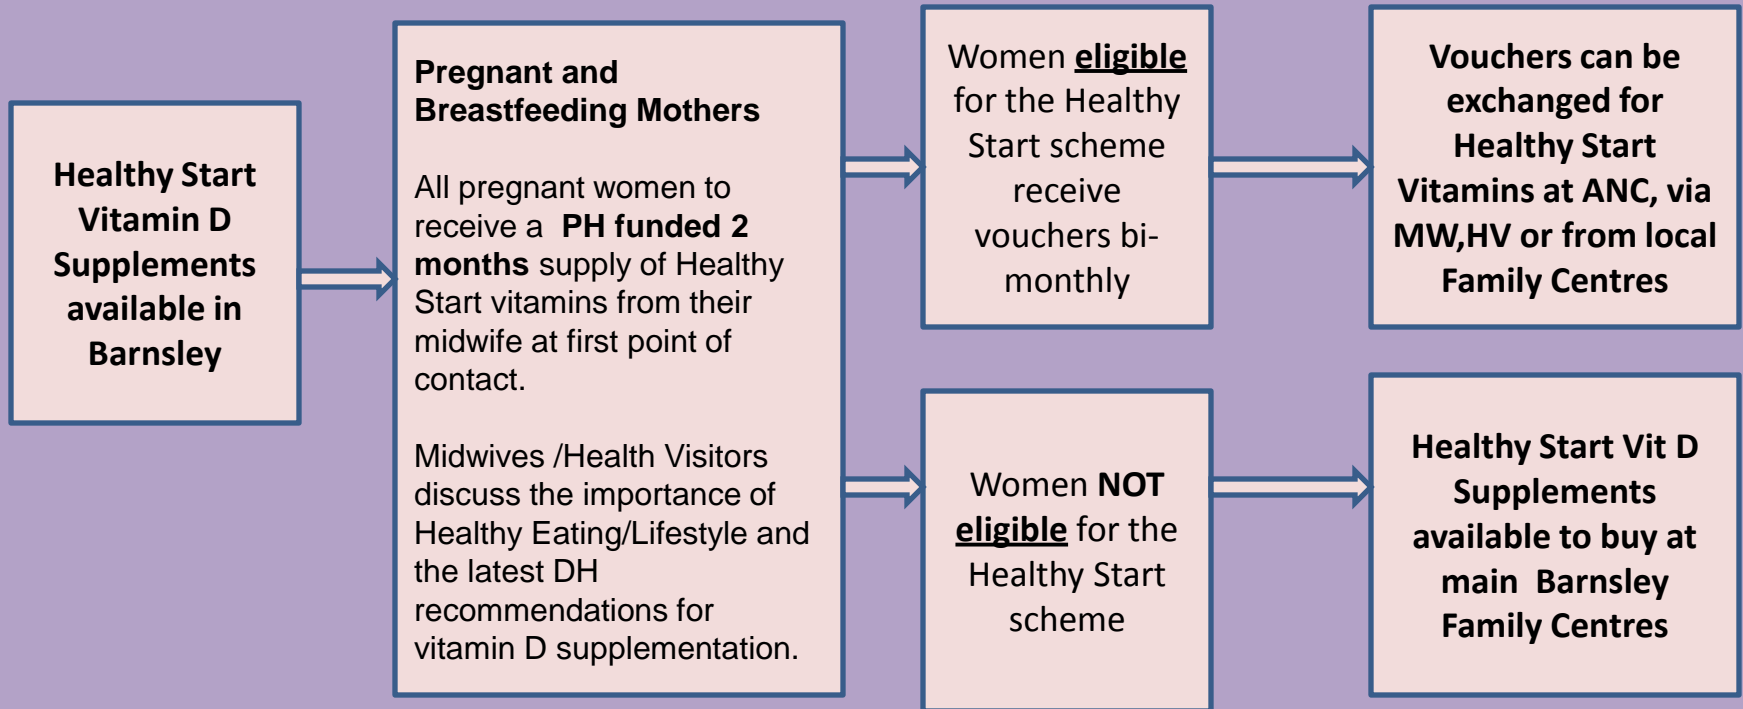 Healthy Start
Vitamin D
Supplements
available in
Barnsley
Pregnant and
Breastfeeding Mothers
All pregnant women to
receive a PH funded 2
months supply of Healthy
Start vitamins from their
midwife at first point of
contact.
Midwives /Health Visitors
discuss the importance of
Healthy Eating/Lifestyle and
the latest DH
recommendations for
vitamin D supplementation.
Women eligible
for the Healthy
Start scheme
receive
vouchers bi-
monthly
Vouchers can be
exchanged for
Healthy Start
Vitamins at ANC, via
MW,HV or from local
Family Centres
Women NOT
eligible for the
Healthy Start
scheme
Healthy Start Vit D
Supplements
available to buy at
main Barnsley
Family Centres